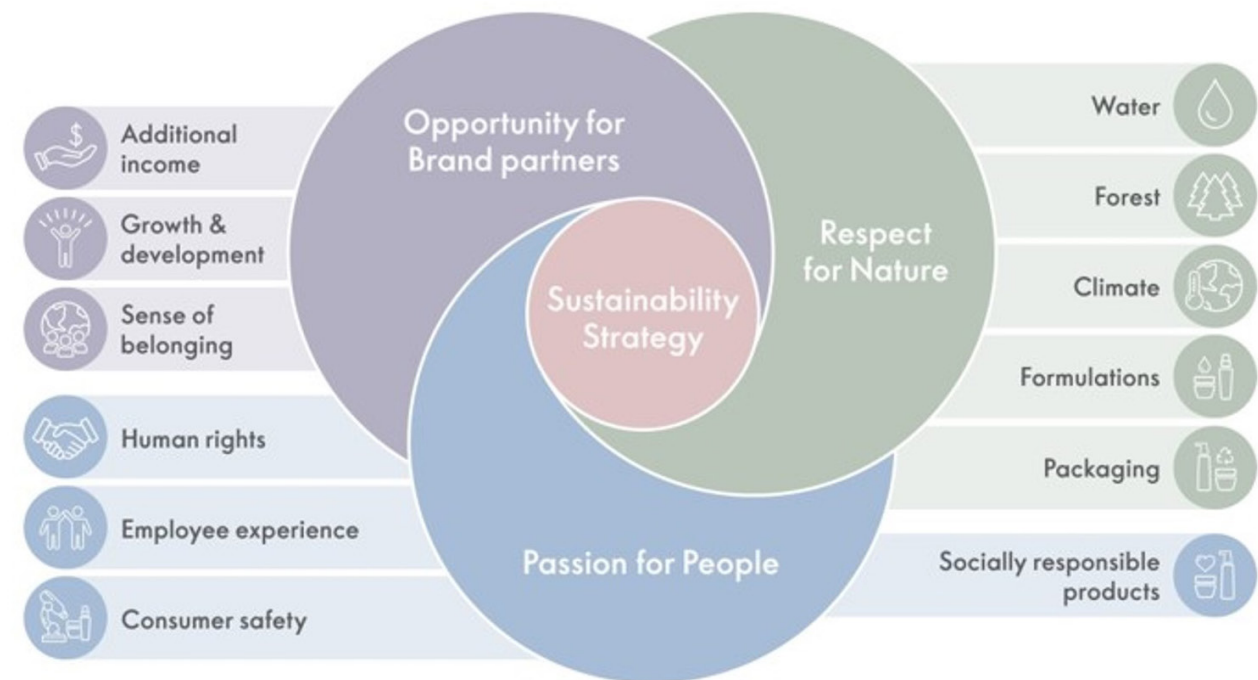 Opportunity for
Brand partners
Respect
for Nature
Sustainability
Strategy
Passion for People
Additional
income
Growth &
development
Sense of
belonging
Human rights
Employee experience
Consumer safety
Water
Forest
Climate
Formulations
Packaging
Socially responsible
products
$